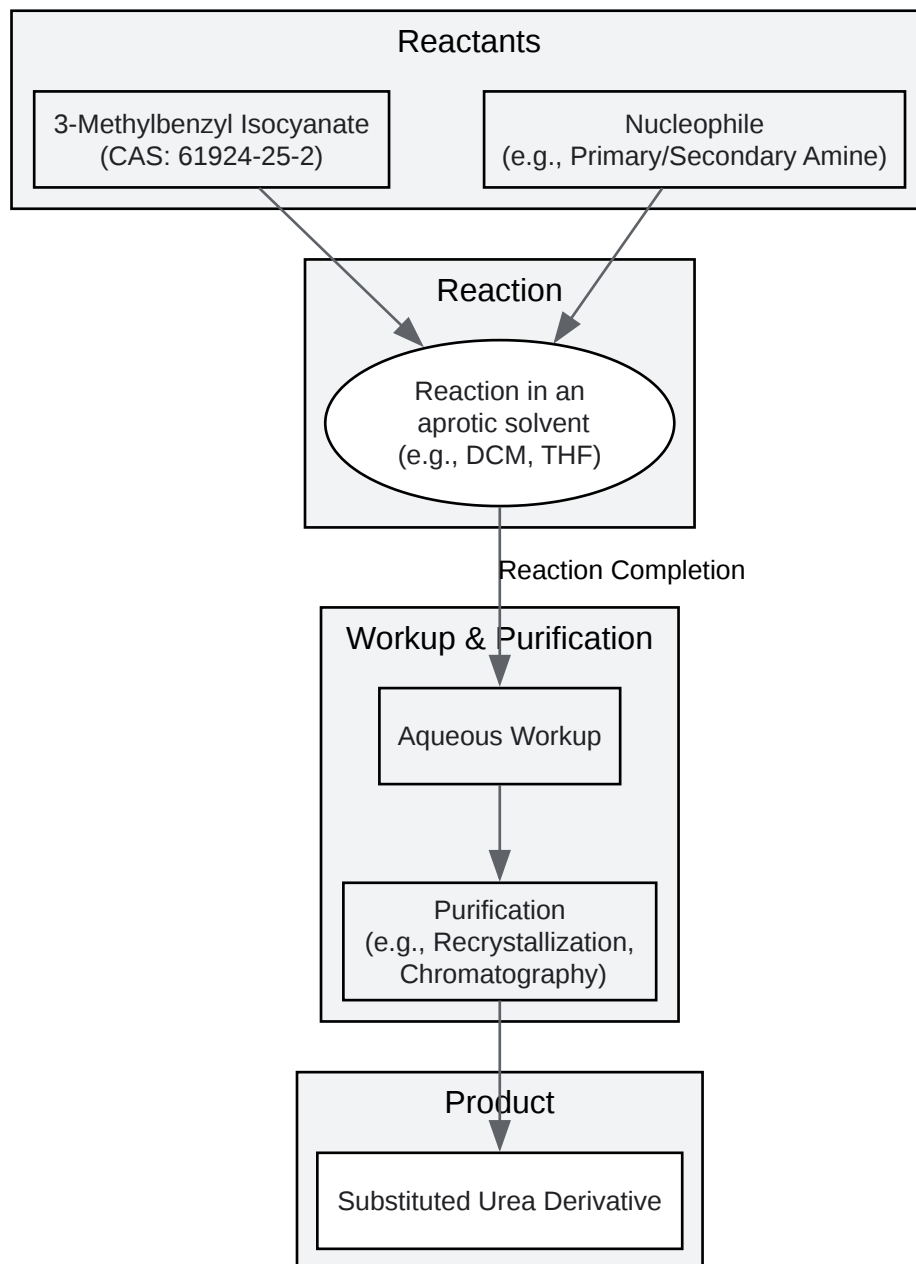 Reactants
3-Methylbenzyl Isocyanate
(CAS: 61924-25-2)
Nucleophile
(e.g., Primary/Secondary Amine)
Reaction
Reaction in an
aprotic solvent
(e.g., DCM, THF)
Reaction Completion
Workup & Purification
Aqueous Workup
Purification
(e.g., Recrystallization,
Chromatography)
Product
Substituted Urea Derivative